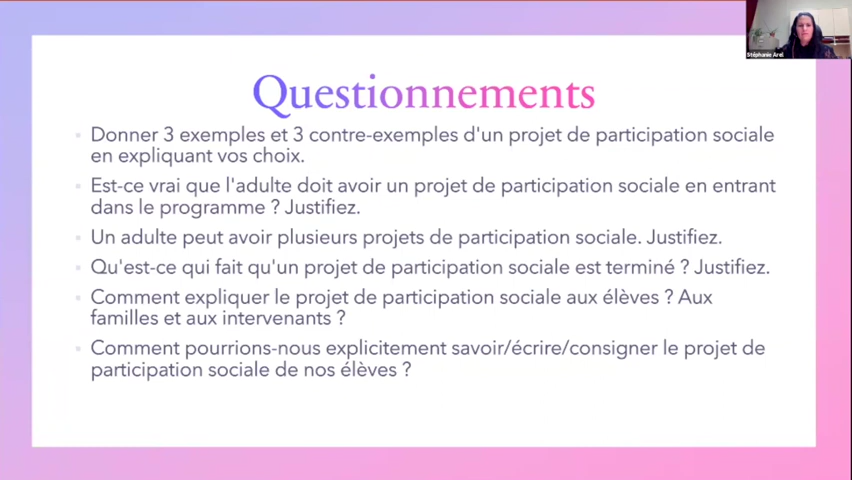 Stéphanie Arel
Questionnements
Donner 3 exemples et 3 contre-exemples d'un projet de participation sociale
en expliquant vos choix.
Est-ce vrai que l'adulte doit avoir un projet de participation sociale en entrant
dans le programme ? Justifiez.
Un adulte peut avoir plusieurs projets de participation sociale. Justifiez.
Qu'est-ce qui fait qu'un projet de participation sociale est terminé ? Justifiez.
Comment expliquer le projet de participation sociale aux élèves ? Aux
familles et aux intervenants ?
Comment pourrions-nous explicitement savoir/écrire/consigner le projet de
participation sociale de nos élèves ?